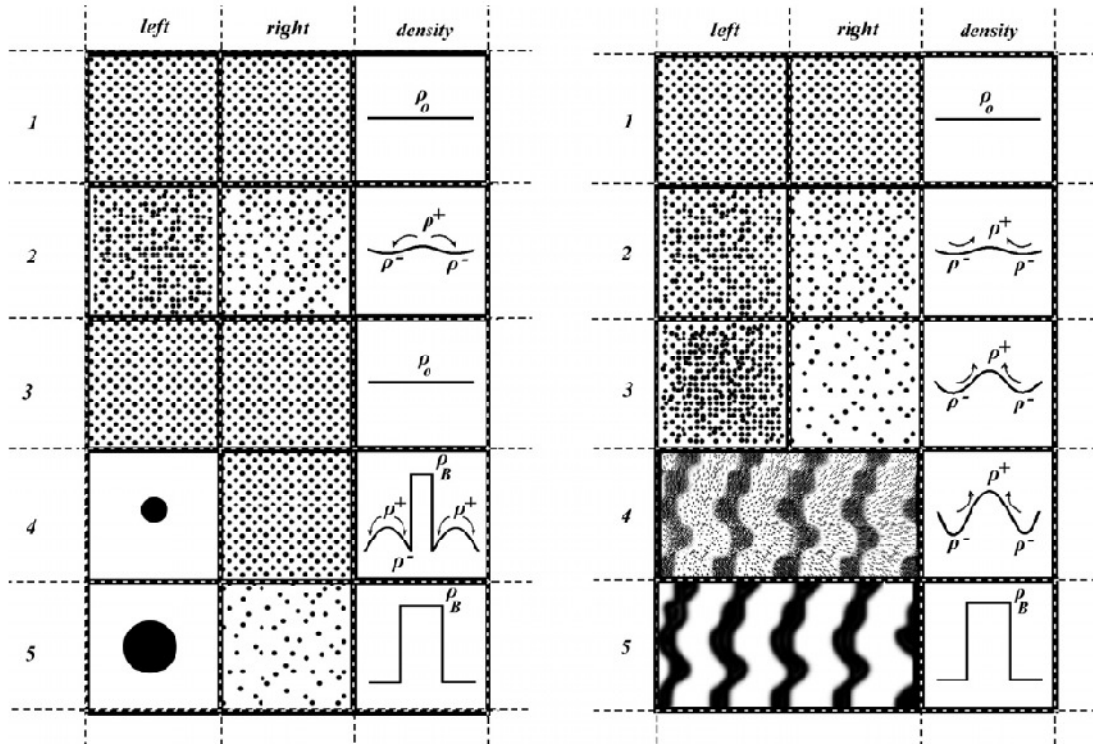 left right density
1 ρo
2 ρ+
ρ- ρ-
3 ρo
4 ρB
μ+ μ+
ρ-
5 ρB
left right density
1 ρo
2 ρ+
ρ- ρ-
3 ρ+
ρ- ρ-
4 ρ+
ρ- ρ-
5 ρB